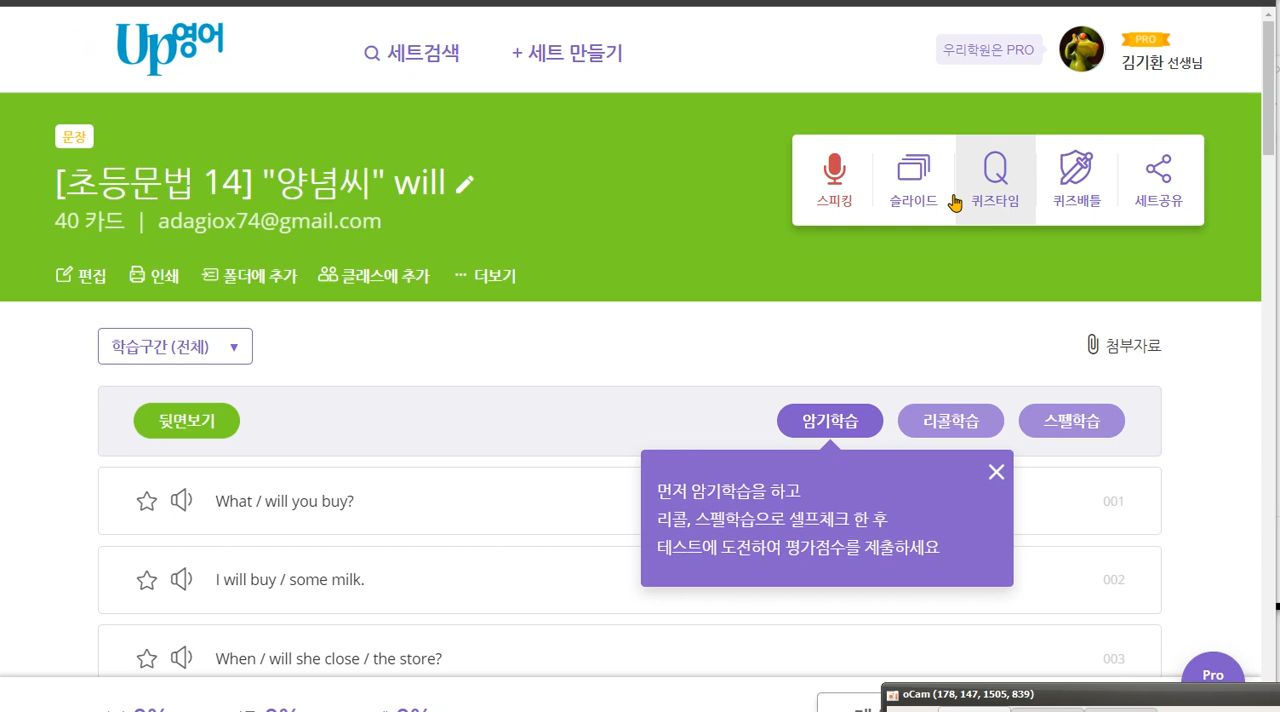 Up영어
세트검색
+ 세트 만들기
우리학원은 PRO
PRO
김기환 선생님
문장
[초등문법 14] "양념씨" will
40 카드 | adagiox74@gmail.com
스피킹
슬라이드
퀴즈타임
퀴즈배틀
세트공유
편집
인쇄
폴더에 추가
클래스에 추가
··· 더보기
학습구간 (전체) ▼
첨부자료
뒷면보기
암기학습
리콜학습
스펠학습
먼저 암기학습을 하고
리콜, 스펠학습으로 셀프체크 한 후
테스트에 도전하여 평가점수를 제출하세요
What / will you buy?
001
I will buy / some milk.
002
When / will she close / the store?
003
Pro
oCam (178, 147, 1505, 839)